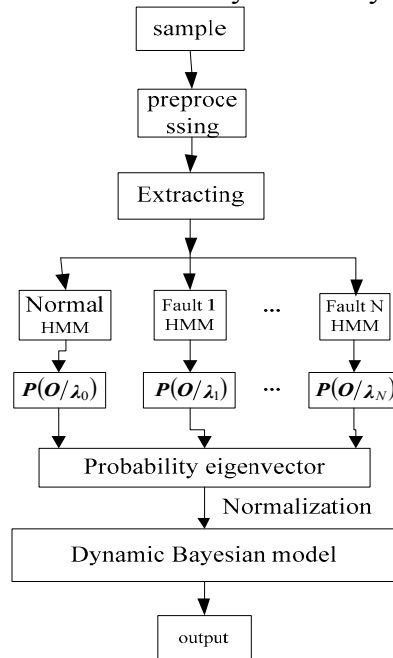 sample
preproce
ssing
Extracting
Normal
HMM
Fault 1
HMM
...
Fault N
HMM
P(O/λ₀)
P(O/λ₁)
...
P(O/λ_N)
Probability eigenvector
Normalization
Dynamic Bayesian model
output